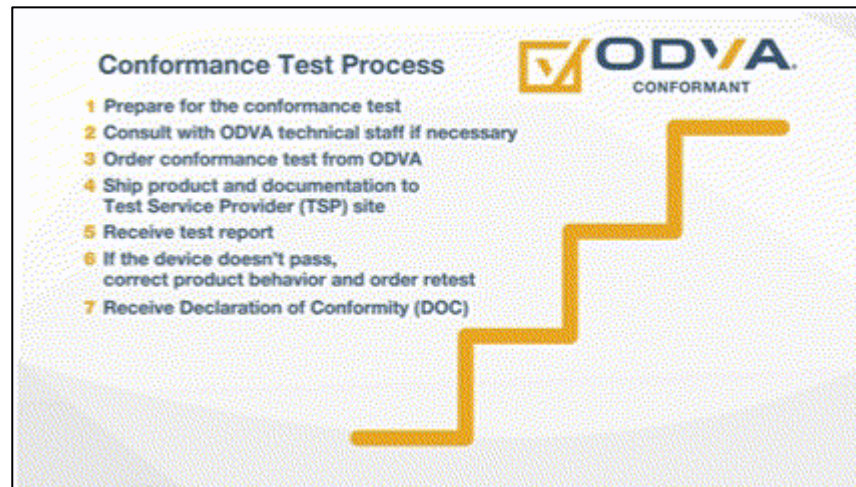 Conformance Test Process
1 Prepare for the conformance test
2 Consult with ODVA technical staff if necessary
3 Order conformance test from ODVA
4 Ship product and documentation to
Test Service Provider (TSP) site
5 Receive test report
6 If the device doesn't pass,
correct product behavior and order retest
7 Receive Declaration of Conformity (DOC)
ODVA.
CONFORMANT